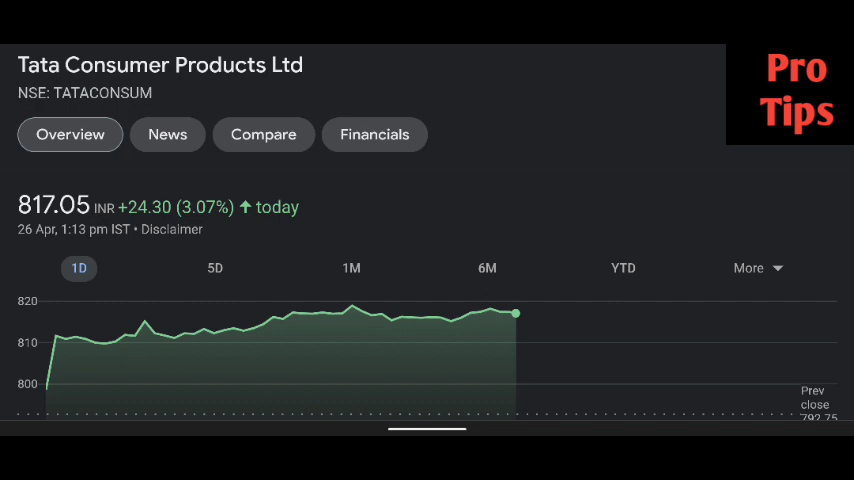 Tata Consumer Products Ltd
NSE: TATACONSUM
Pro
Tips
Overview News Compare Financials
817.05 INR +24.30 (3.07%) ↑ today
26 Apr, 1:13 pm IST • Disclaimer
1D 5D 1M 6M YTD More
820
810
800
Prev
close
792.75